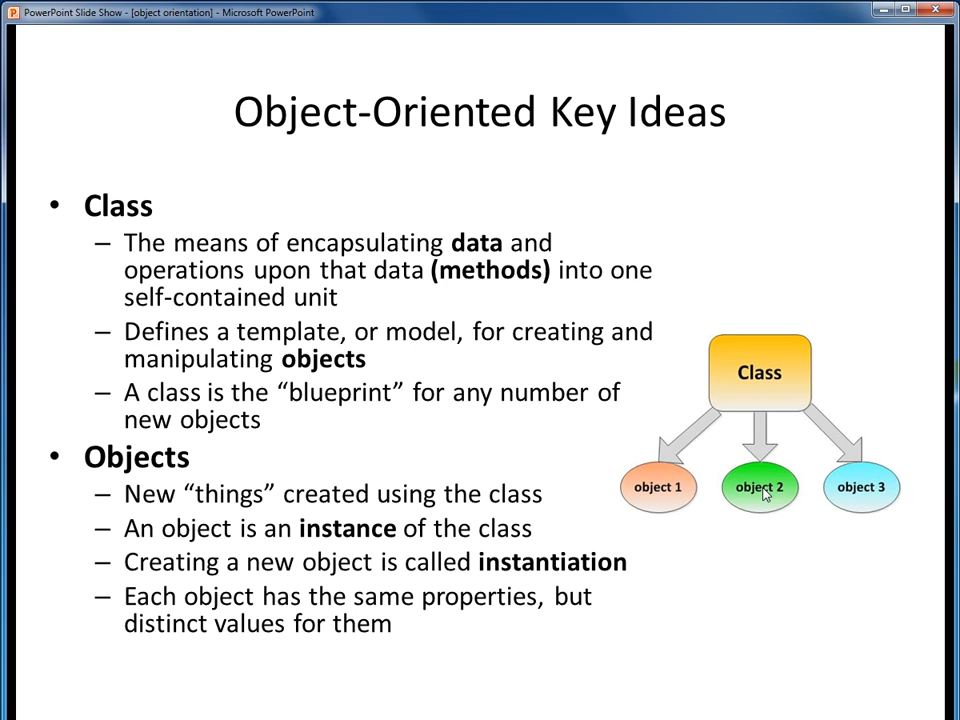 PowerPoint Slide Show - [object orientation] - Microsoft PowerPoint
Object-Oriented Key Ideas
• Class
– The means of encapsulating data and
operations upon that data (methods) into one
self-contained unit
– Defines a template, or model, for creating and
manipulating objects
– A class is the “blueprint” for any number of
new objects
• Objects
– New “things” created using the class
– An object is an instance of the class
– Creating a new object is called instantiation
– Each object has the same properties, but
distinct values for them
Class
object 1
object 2
object 3